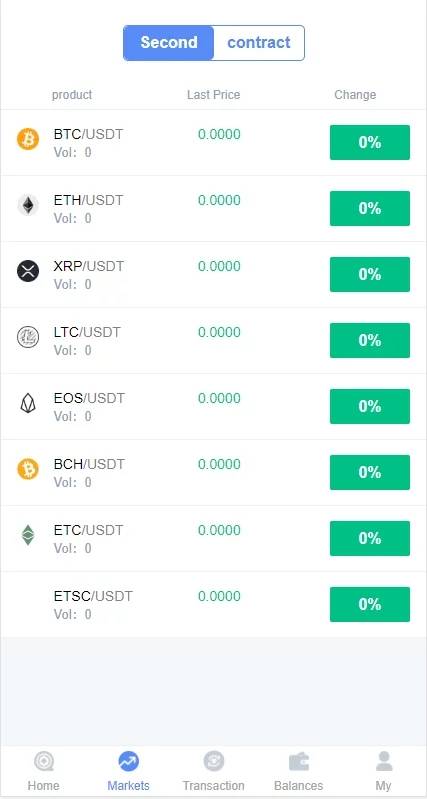 Second contract
product Last Price Change
BTC/USDT 0.0000 0%
Vol: 0
ETH/USDT 0.0000 0%
Vol: 0
XRP/USDT 0.0000 0%
Vol: 0
LTC/USDT 0.0000 0%
Vol: 0
EOS/USDT 0.0000 0%
Vol: 0
BCH/USDT 0.0000 0%
Vol: 0
ETC/USDT 0.0000 0%
Vol: 0
ETSC/USDT 0.0000 0%
Vol: 0
Home Markets Transaction Balances My